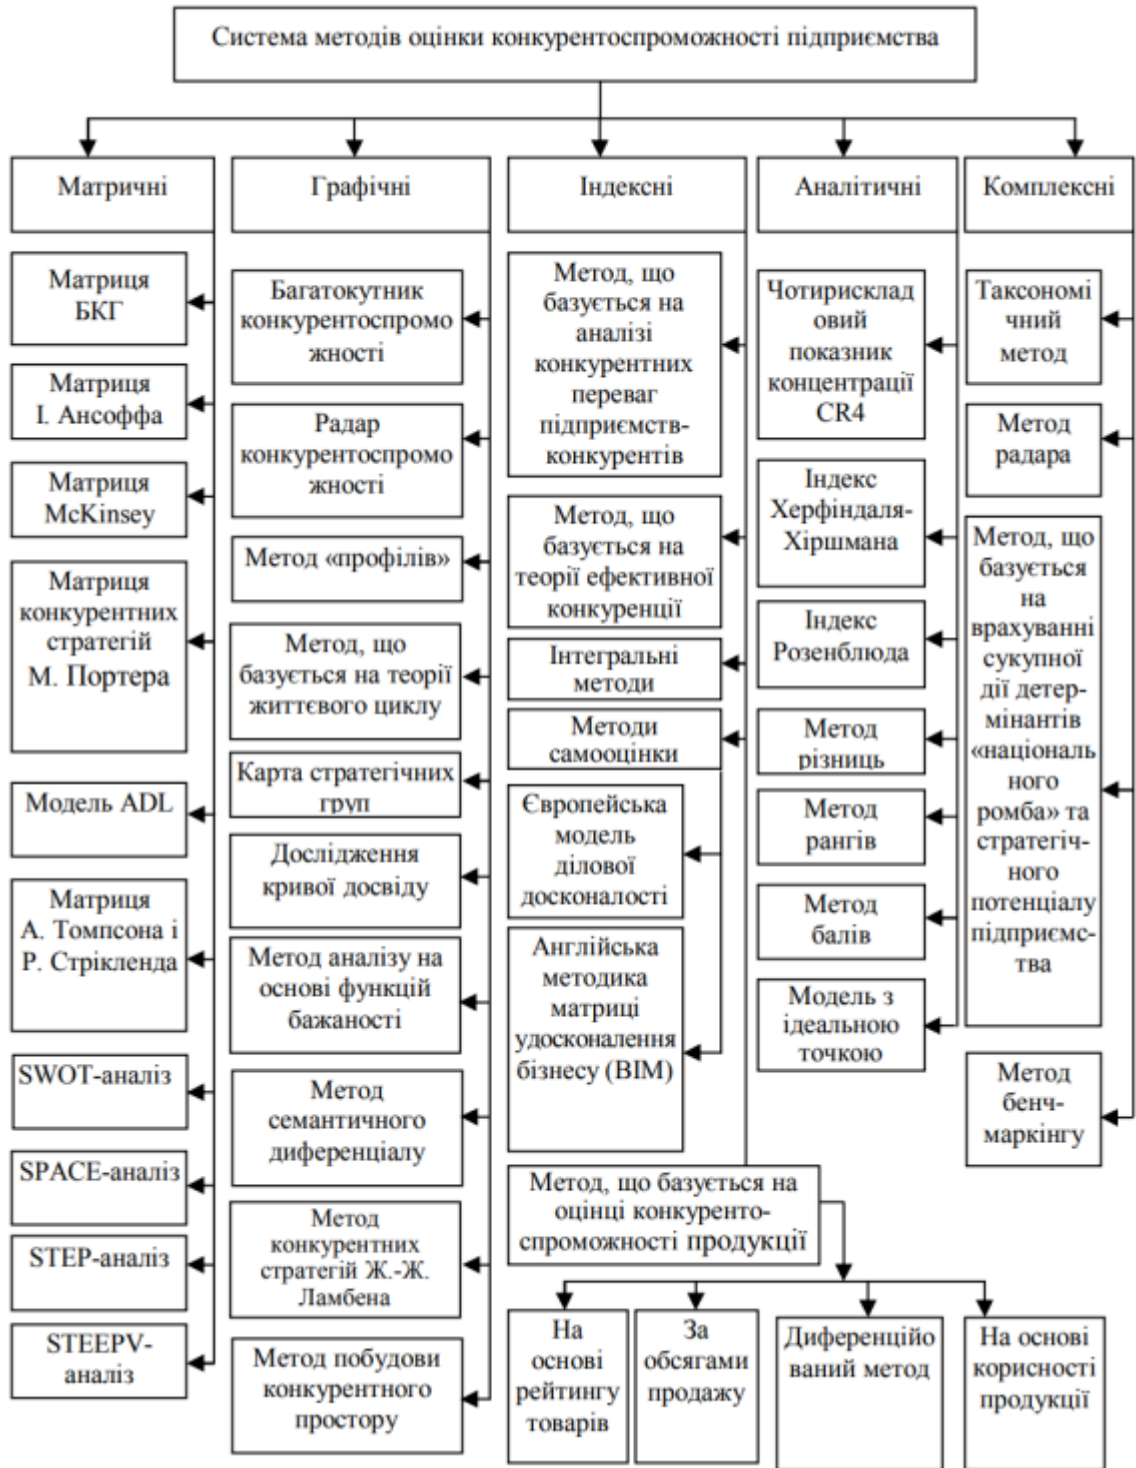 Система методів оцінки конкурентоспроможності підприємства
Матричні
Графічні
Індексні
Аналітичні
Комплексні
Матриця
БКГ
Матриця
І. Ансоффа
Матриця
McKinsey
Матриця
конкурентних
стратегій
М. Портера
Модель ADL
Матриця
А. Томпсона і
Р. Стрікленда
SWOT-аналіз
SPACE-аналіз
STEP-аналіз
STEEPV-
аналіз
Багатокутник
конкурентоспромо
жності
Радар
конкурентоспромо
жності
Метод «профілів»
Метод, що
базується на теорії
життєвого циклу
Карта стратегічних
груп
Дослідження
кривої досвіду
Метод аналізу на
основі функцій
бажаності
Метод
семантичного
диференціалу
Метод
конкурентних
стратегій Ж.-Ж.
Ламбена
Метод побудови
конкурентного
простору
Метод, що
базується на
аналізі
конкурентних
переваг
підприємств-
конкурентів
Метод, що
базується на
теорії ефективної
конкуренції
Інтегральні
методи
Методи
самооцінки
Європейська
модель
ділової
досконалості
Англійська
методика
матриці
удосконалення
бізнесу (BIM)
Метод, що базується на
оцінці конкуренто-
спроможності продукції
На
основі
рейтингу
товарів
За
обсягами
продажу
Диференційо
ваний метод
На основі
корисності
продукції
Чотирисклад
овий
показник
концентрації
CR4
Індекс
Херфіндаля-
Хіршмана
Індекс
Розенблюда
Метод
різниць
Метод
рангів
Метод
балів
Модель з
ідеальною
точкою
Таксономі
чний
метод
Метод
радара
Метод, що
базується
на
врахуванні
сукупної
дії детер-
мінантів
«національ
ного
ромба» та
стратегіч-
ного
потенціалу
підприємс-
тва
Метод
бенч-
маркінгу